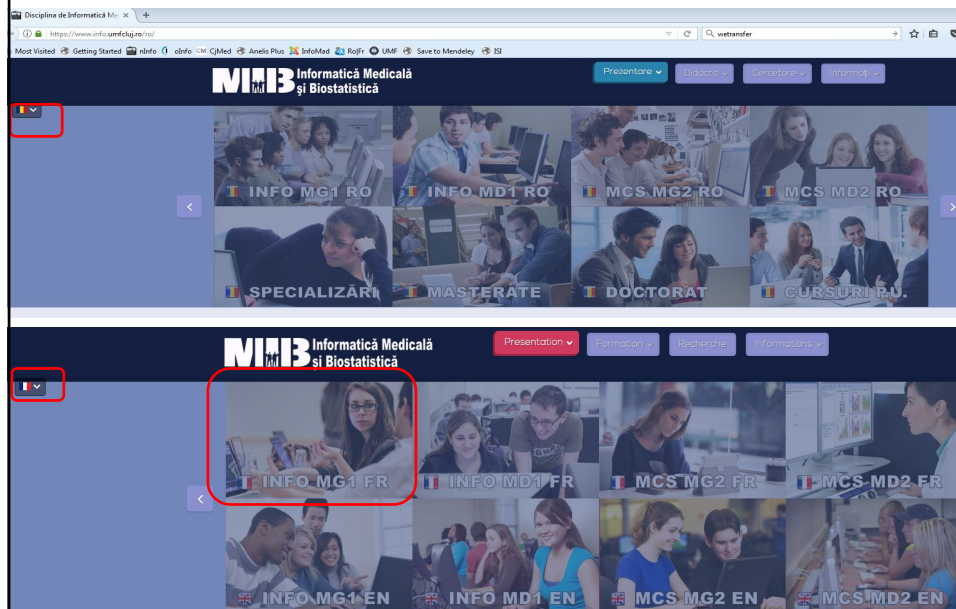 Disciplina de Informatică Me
https://www.info.umfcluj.ro/ro/
wetransfer
Most Visited Getting Started nInfo oInfo CjMed Anelis Plus InfoMad RoJFr UMF Save to Mendeley ISI
MIB Informatică Medicală
și Biostatistică
Prezentare Didactic Cercetare Informații
INFO MG1 RO INFO MD1 RO MCS MG2 RO MCS MD2 RO
SPECIALIZĂRI MASTERATE DOCTORAT CURSURI P.U.
MIB Informatică Medicală
și Biostatistică
Presentation Formation Recherche Informations
INFO MG1 FR INFO MD1 FR MCS MG2 FR MCS MD2 FR
INFO MG1 EN INFO MD1 EN MCS MG2 EN MCS MD2 EN